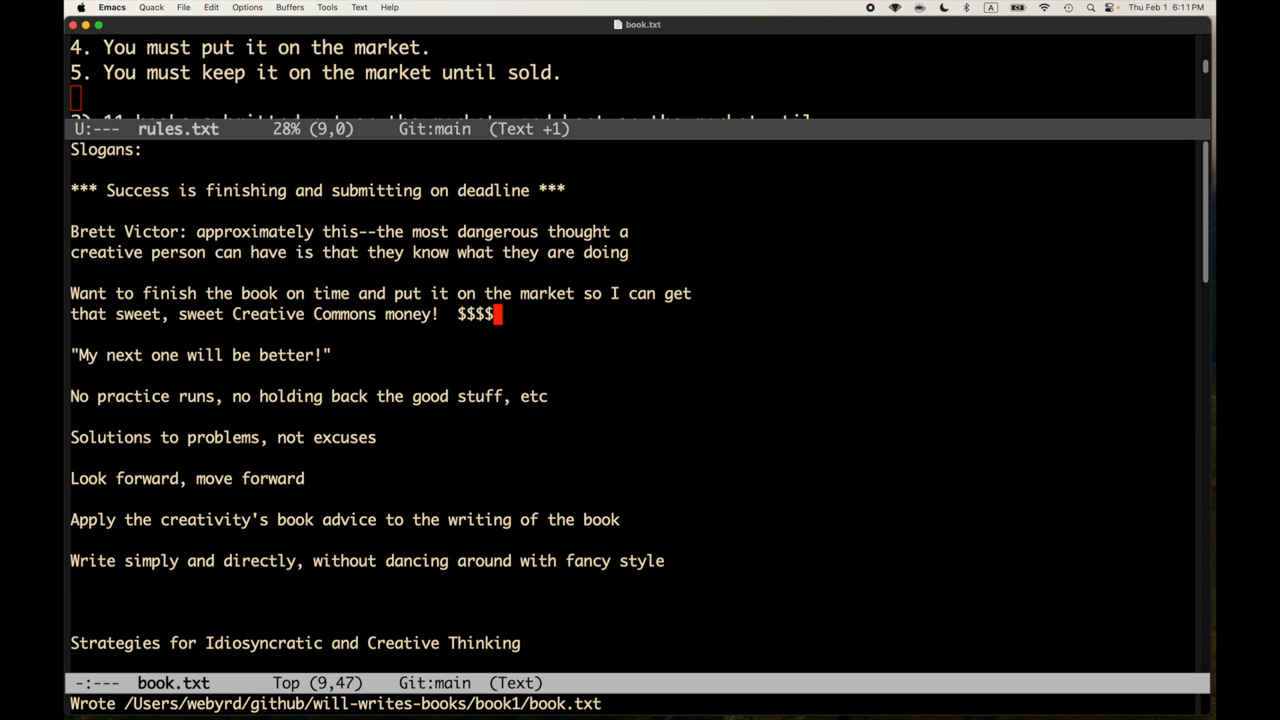 Emacs Quack File Edit Options Buffers Tools Text Help A Thu Feb 1 6:11 PM
book.txt
4. You must put it on the market.
5. You must keep it on the market until sold.
U:--- rules.txt 28% (9,0) Git:main (Text +1)
Slogans:
*** Success is finishing and submitting on deadline ***
Brett Victor: approximately this--the most dangerous thought a
creative person can have is that they know what they are doing
Want to finish the book on time and put it on the market so I can get
that sweet, sweet Creative Commons money! $$$$
"My next one will be better!"
No practice runs, no holding back the good stuff, etc
Solutions to problems, not excuses
Look forward, move forward
Apply the creativity's book advice to the writing of the book
Write simply and directly, without dancing around with fancy style
Strategies for Idiosyncratic and Creative Thinking
-:--- book.txt Top (9,47) Git:main (Text)
Wrote /Users/webyrd/github/will-writes-books/book1/book.txt